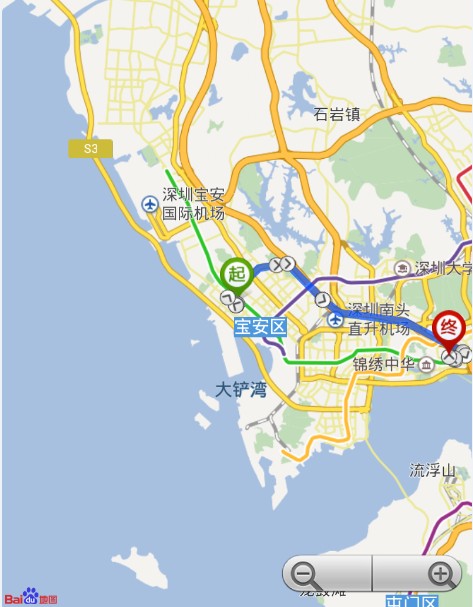 石岩镇
S3
深圳宝安
国际机场
深圳大学
起
深圳南头
直升机场
终
宝安区
锦绣中华
大铲湾
流浮山
Bai du 地图
屯门区